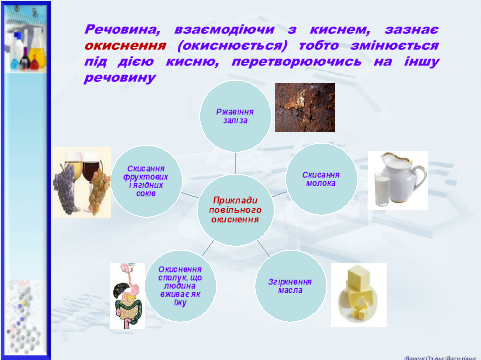 Речовина, взаємодіючи з киснем, зазнає
окиснення (окиснюється) тобто змінюється
під дією кисню, перетворюючись на іншу
речовину
Ржавіння
заліза
Скисання
фруктових
і ягідних
соків
Скисання
молока
Приклади
повільного
окиснення
Окиснення
сполук, що
людина
вживає як
їжу
Згіркнення
масла